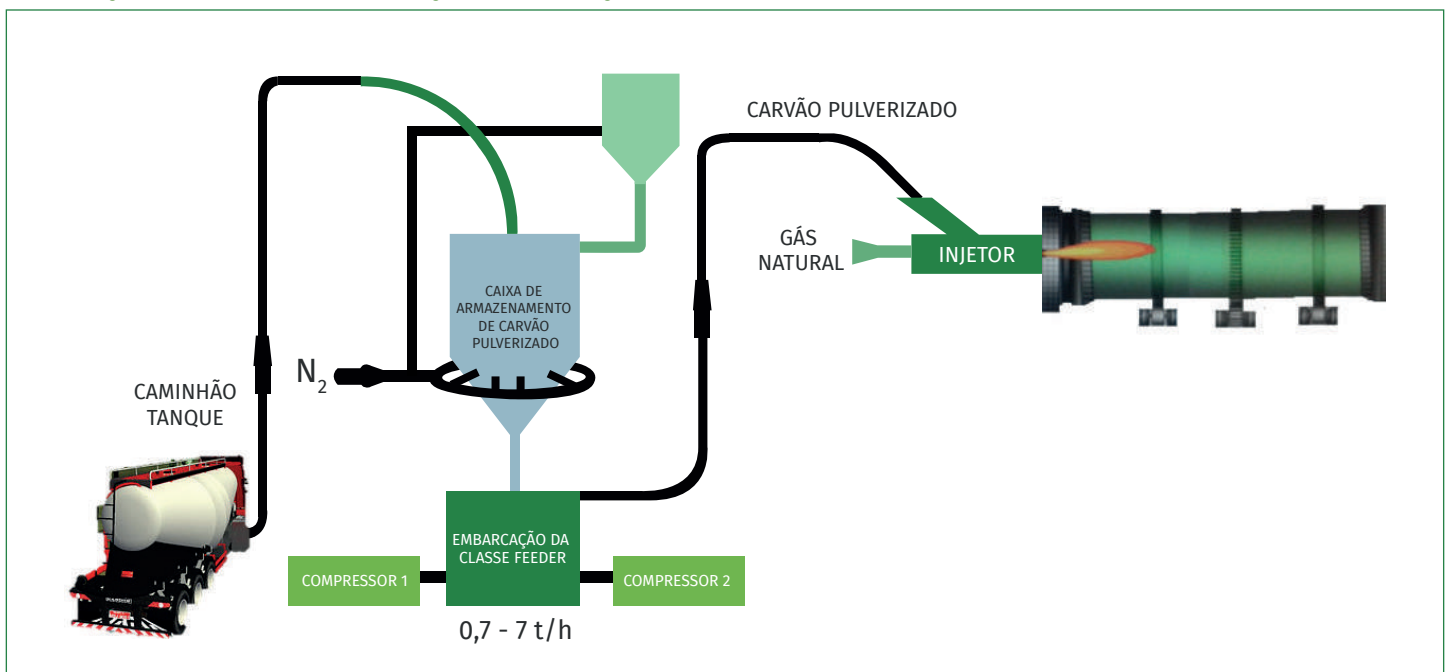 CARVÃO PULVERIZADO
GÁS
NATURAL
INJETOR
CAIXA DE
ARMAZENAMENTO
DE CARVÃO
PULVERIZADO
N₂
CAMINHÃO
TANQUE
EMBARCAÇÃO DA
CLASSE FEEDER
COMPRESSOR 1
COMPRESSOR 2
0,7 - 7 t/h